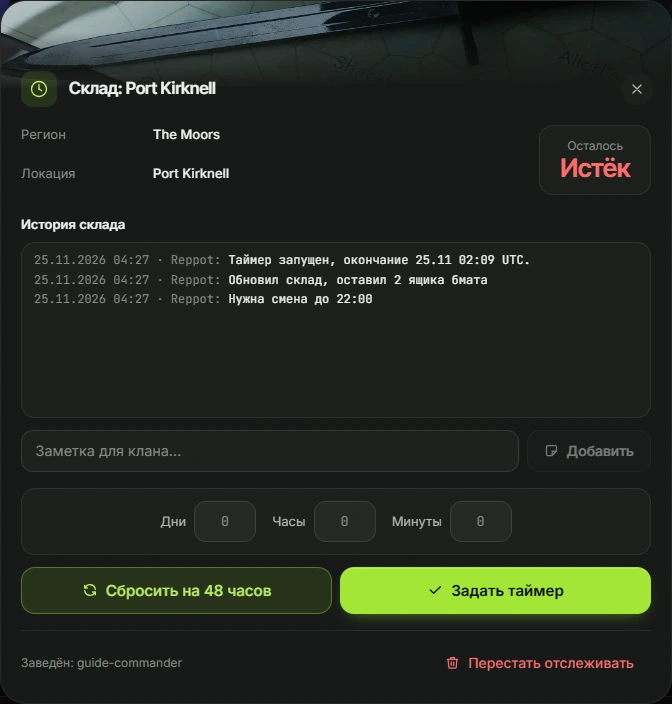 Склад: Port Kirknell
Регион The Moors
Осталось
Истёк
Локация Port Kirknell
История склада
25.11.2026 04:27 · Reppot: Таймер запущен, окончание 25.11 02:09 UTC.
25.11.2026 04:27 · Reppot: Обновил склад, оставил 2 ящика бмата
25.11.2026 04:27 · Reppot: Нужна смена до 22:00
Заметка для клана...
Добавить
Дни 0 Часы 0 Минуты 0
Сбросить на 48 часов
Задать таймер
Заведён: guide-commander
Перестать отслеживать